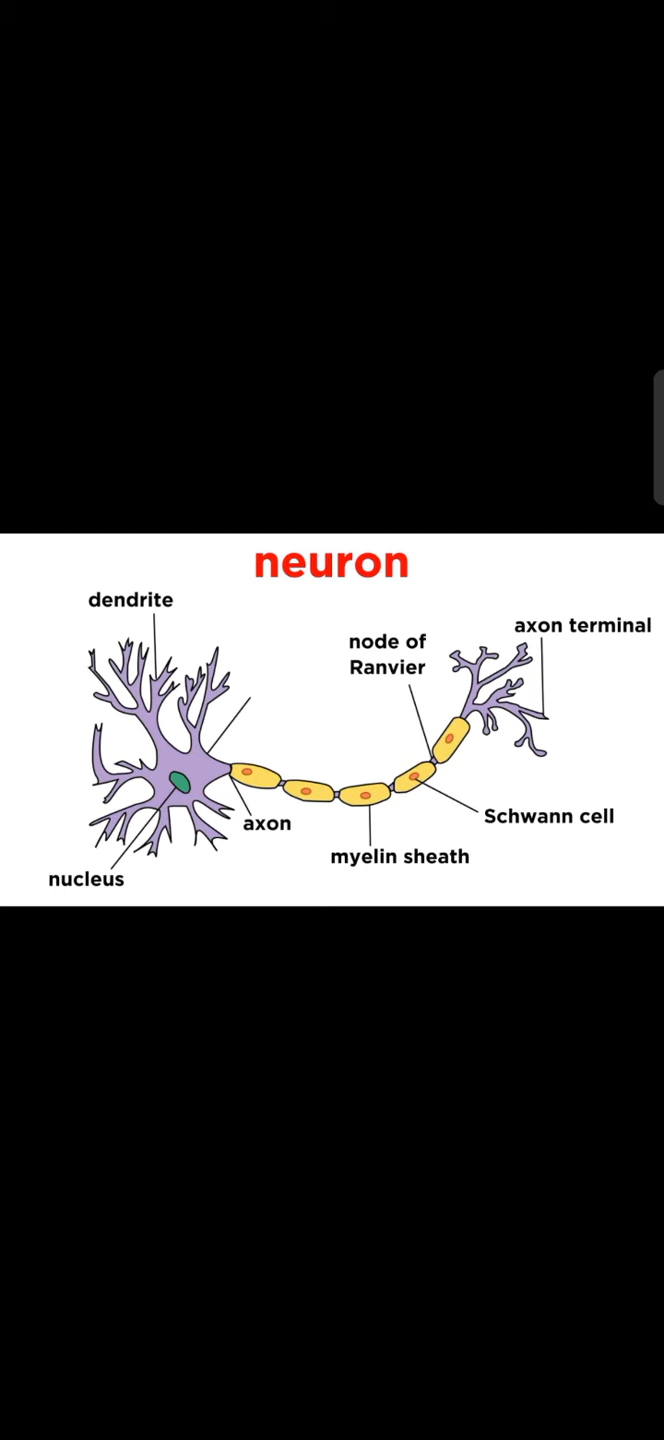 neuron
dendrite
axon terminal
node of
Ranvier
Schwann cell
axon
myelin sheath
nucleus